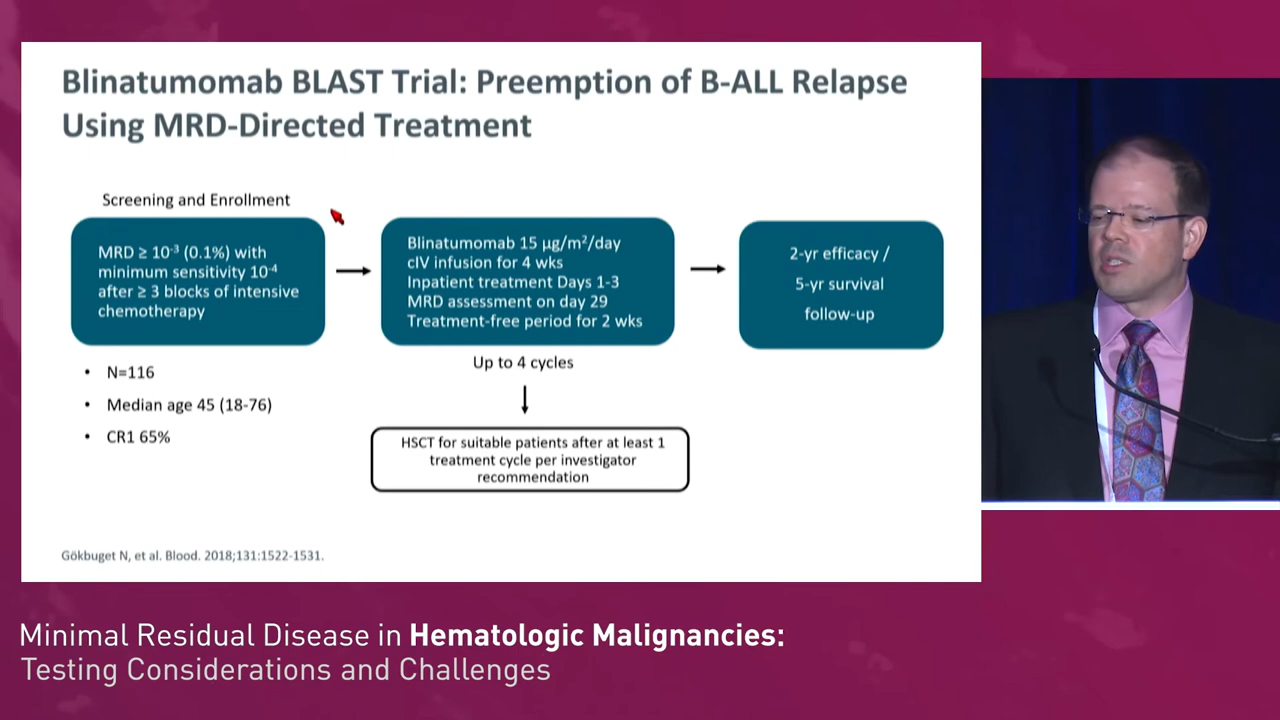 Blinatumomab BLAST Trial: Preemption of B-ALL Relapse
Using MRD-Directed Treatment
Screening and Enrollment
MRD ≥ 10⁻³ (0.1%) with
minimum sensitivity 10⁻⁴
after ≥ 3 blocks of intensive
chemotherapy
Blinatumomab 15 µg/m²/day
cIV infusion for 4 wks
Inpatient treatment Days 1-3
MRD assessment on day 29
Treatment-free period for 2 wks
2-yr efficacy /
5-yr survival
follow-up
• N=116
• Median age 45 (18-76)
• CR1 65%
Up to 4 cycles
HSCT for suitable patients after at least 1
treatment cycle per investigator
recommendation
Gökbuget N, et al. Blood. 2018;131:1522-1531.
Minimal Residual Disease in Hematologic Malignancies:
Testing Considerations and Challenges